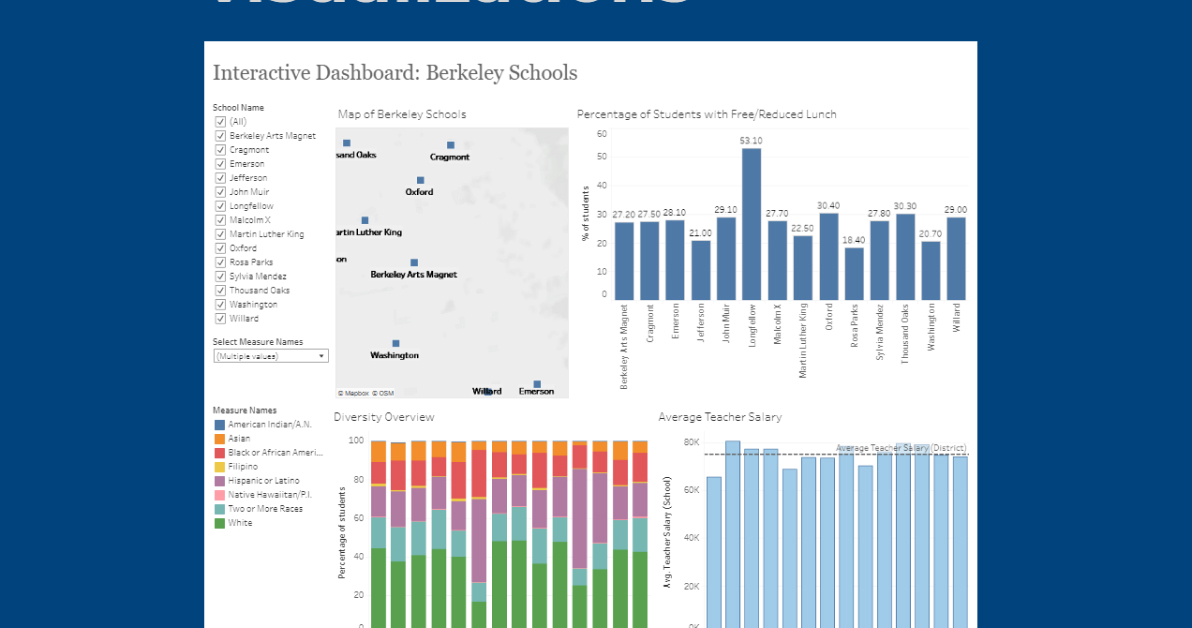 Interactive Dashboard: Berkeley Schools
School Name
(All)
Berkeley Arts Magnet
Cragmont
Emerson
Jefferson
John Muir
Longfellow
Malcolm X
Martin Luther King
Oxford
Rosa Parks
Sylvia Mendez
Thousand Oaks
Washington
Willard
Select Measure Names
(Multiple values)
Map of Berkeley Schools
sand Oaks
Cragmont
Oxford
artin Luther King
on
Berkeley Arts Magnet
Washington
Willard
Emerson
© Mapbox © OSM
Percentage of Students with Free/Reduced Lunch
% of students
60
50
40
30
20
10
0
27.20 27.50 28.10 21.00 29.10 53.10 27.70 22.50 30.40 18.40 27.80 30.30 20.70 29.00
Berkeley Arts Magnet
Cragmont
Emerson
Jefferson
John Muir
Longfellow
Malcolm X
Martin Luther King
Oxford
Rosa Parks
Sylvia Mendez
Thousand Oaks
Washington
Willard
Measure Names
American Indian/A.N.
Asian
Black or African Ameri...
Filipino
Hispanic or Latino
Native Hawaiitan/P.I.
Two or More Races
White
Diversity Overview
Percentage of students
100
80
60
40
20
Average Teacher Salary
Avg. Teacher Salary (School)
80K
60K
40K
20K
0K
Average Teacher Salary (District)